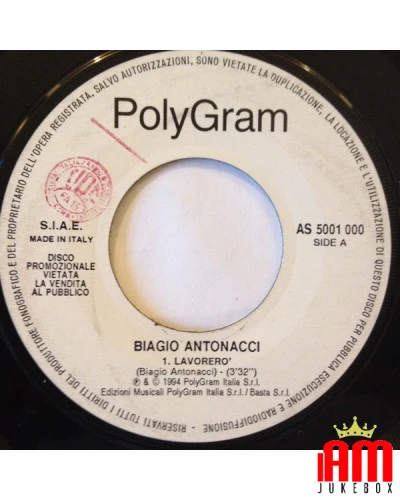 RISERVATI TUTTI I DIRITTI DEL PRODUTTORE FONOGRAFICO E DEL PROPRIETARIO DELL'OPERA REGISTRATA, SALVO AUTORIZZAZIONI, SONO VIETATE LA DUPLICAZIONE, LA LOCAZIONE E L'UTILIZZAZIONE DI QUESTO DISCO PER PUBBLICA ESECUZIONE E RADIODIFFUSIONE
PolyGram
S.I.A.E.
MADE IN ITALY
DISCO
PROMOZIONALE
VIETATA
LA VENDITA
AL PUBBLICO
AS 5001 000
SIDE A
BIAGIO ANTONACCI
1. LAVORERO'
(Biagio Antonacci) - (3'32")
℗ & © 1994 PolyGram Italia S.r.l.
Edizioni Musicali PolyGram Italia S.r.l. / Basta S.r.l.
IAM
JUKEBOX